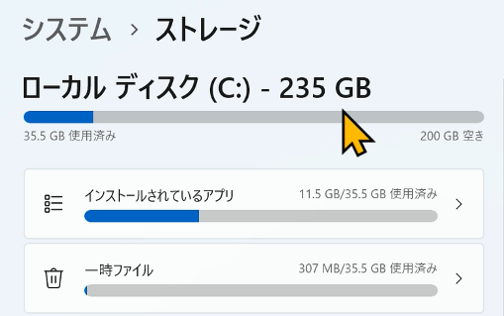 システム > ストレージ
ローカル ディスク (C:) - 235 GB
35.5 GB 使用済み 200 GB 空き
インストールされているアプリ 11.5 GB/35.5 GB 使用済み
一時ファイル 307 MB/35.5 GB 使用済み